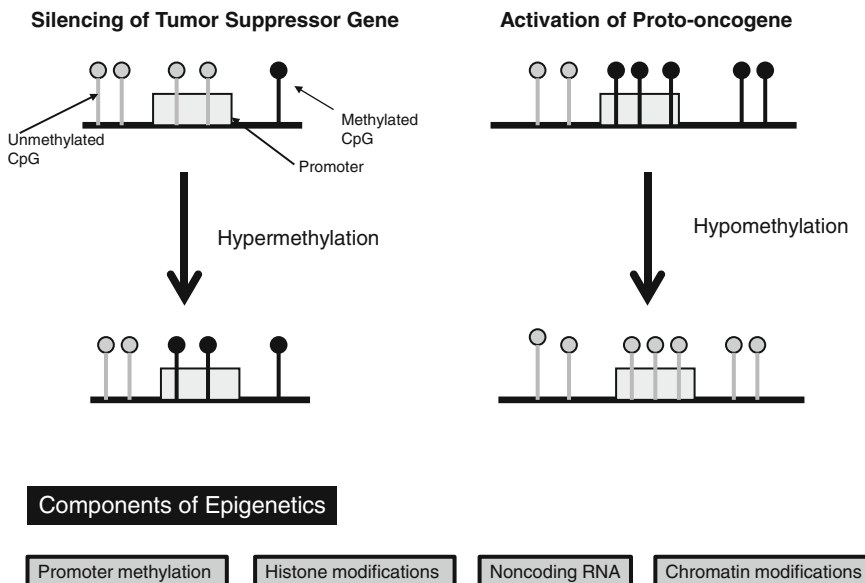 Silencing of Tumor Suppressor Gene
Activation of Proto-oncogene
Unmethylated
CpG
Methylated
CpG
Promoter
Hypermethylation
Hypomethylation
Components of Epigenetics
Promoter methylation
Histone modifications
Noncoding RNA
Chromatin modifications